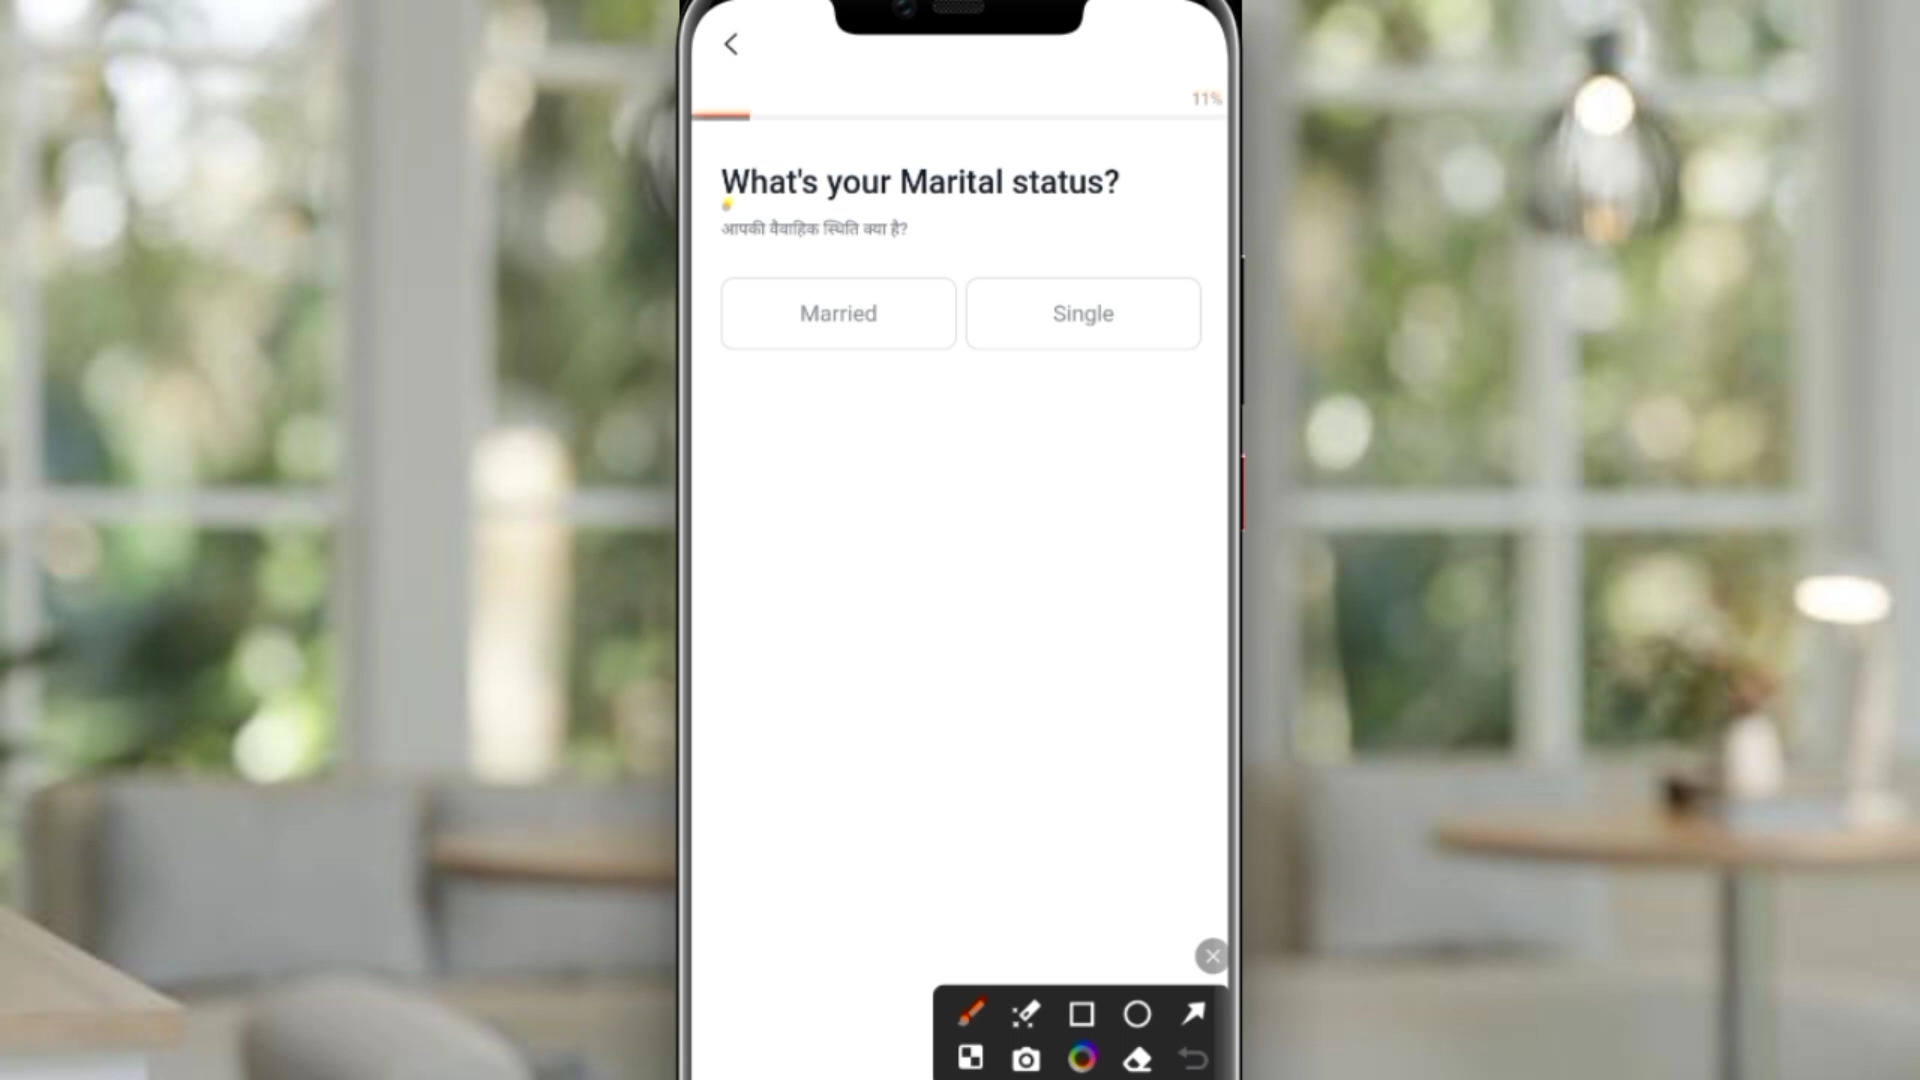 11%
What's your Marital status?
आपकी वैवाहिक स्थिति क्या है?
Married
Single